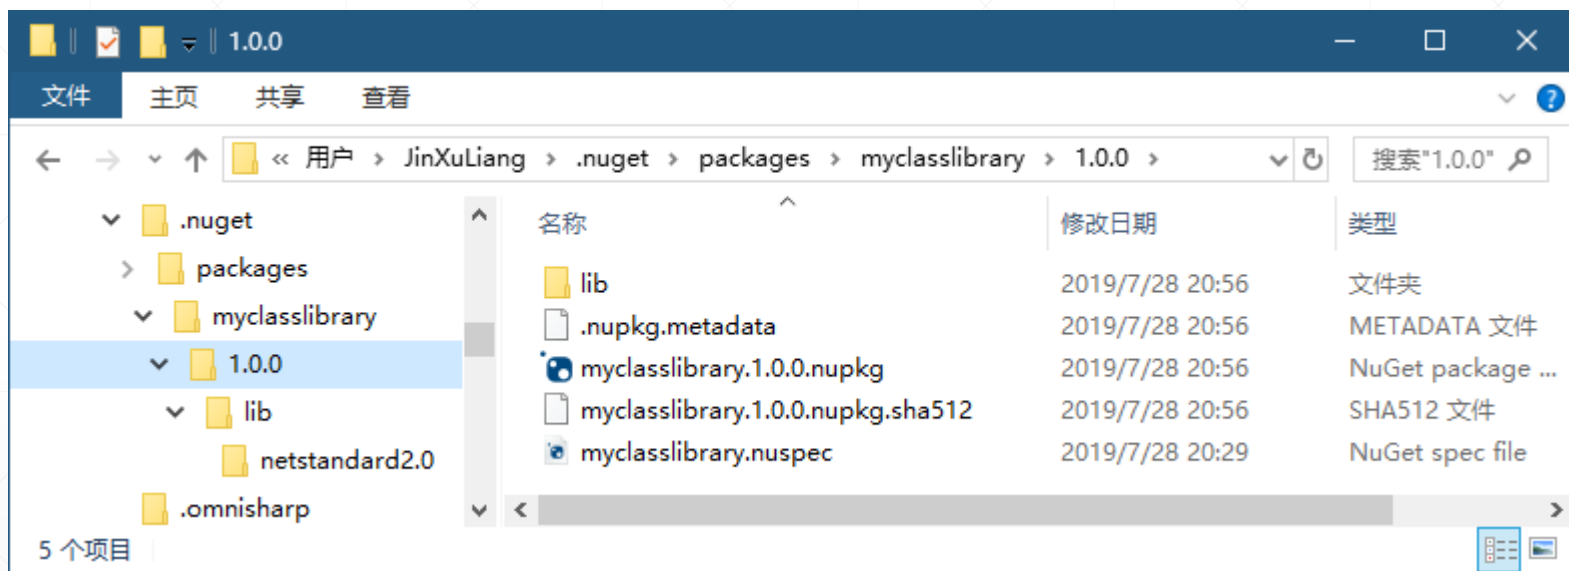 1.0.0
文件 主页 共享 查看
« 用户 › JinXuLiang › .nuget › packages › myclasslibrary › 1.0.0 › 搜索"1.0.0"
.nuget
packages
myclasslibrary
1.0.0
lib
netstandard2.0
.omnisharp
名称 修改日期 类型
lib 2019/7/28 20:56 文件夹
.nupkg.metadata 2019/7/28 20:56 METADATA 文件
myclasslibrary.1.0.0.nupkg 2019/7/28 20:56 NuGet package ...
myclasslibrary.1.0.0.nupkg.sha512 2019/7/28 20:56 SHA512 文件
myclasslibrary.nuspec 2019/7/28 20:29 NuGet spec file
5 个项目